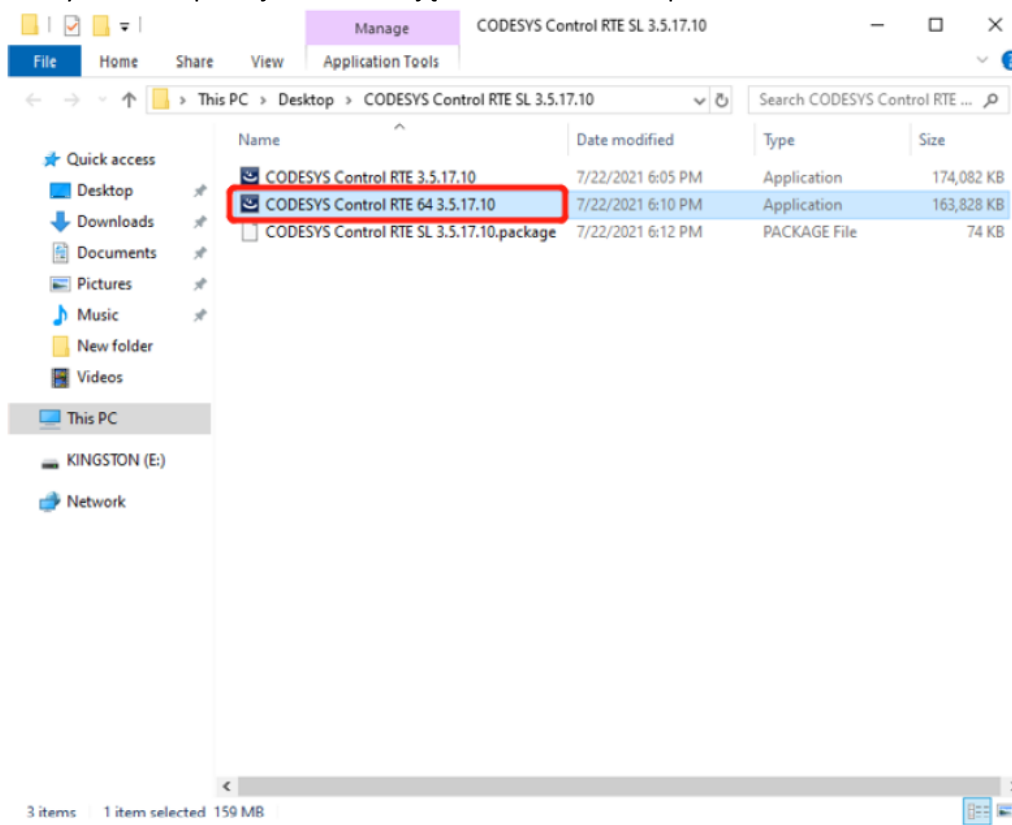 Manage
CODESYS Control RTE SL 3.5.17.10
File
Home
Share
View
Application Tools
This PC > Desktop > CODESYS Control RTE SL 3.5.17.10
Search CODESYS Control RTE ...
Name
Date modified
Type
Size
Quick access
Desktop
Downloads
Documents
Pictures
Music
New folder
Videos
This PC
KINGSTON (E:)
Network
CODESYS Control RTE 3.5.17.10 7/22/2021 6:05 PM Application 174,082 KB
CODESYS Control RTE 64 3.5.17.10 7/22/2021 6:10 PM Application 163,828 KB
CODESYS Control RTE SL 3.5.17.10.package 7/22/2021 6:12 PM PACKAGE File 74 KB
3 items 1 item selected 159 MB